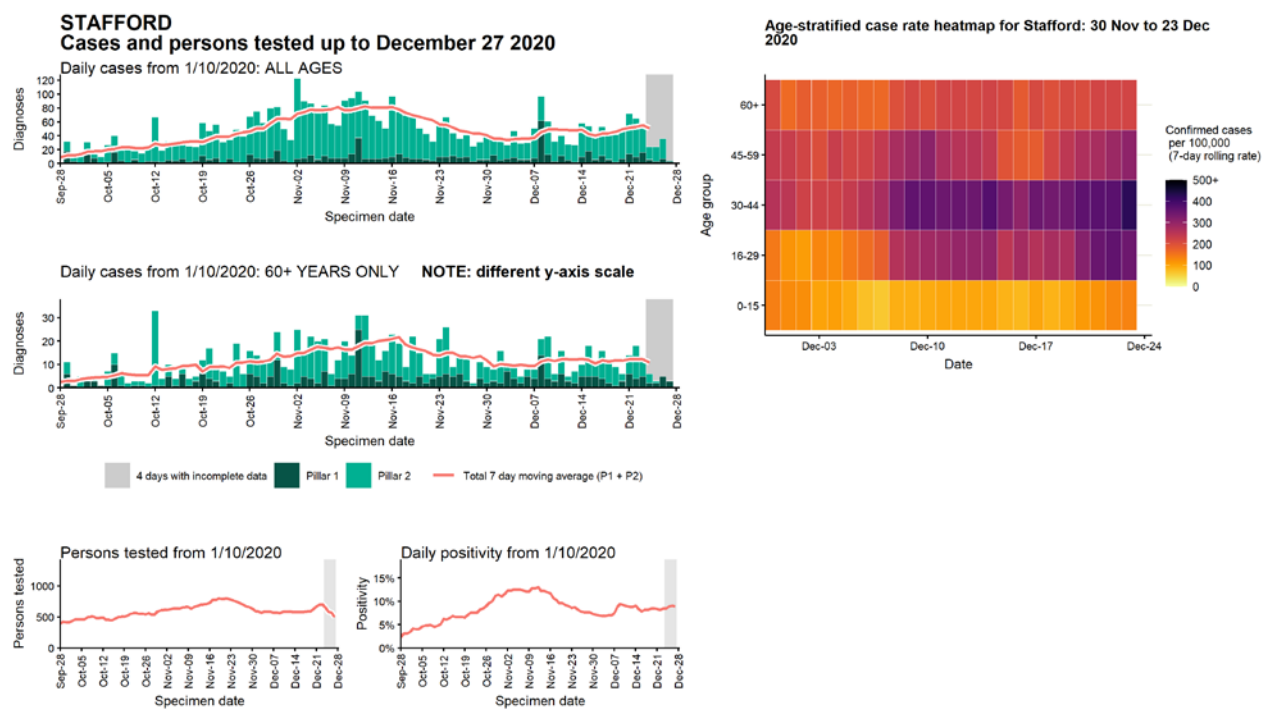 STAFFORD
Cases and persons tested up to December 27 2020
Daily cases from 1/10/2020: ALL AGES
Diagnoses
120
100
80
60
40
20
0
Sep-28 Oct-05 Oct-12 Oct-19 Oct-26 Nov-02 Nov-09 Nov-16 Nov-23 Nov-30 Dec-07 Dec-14 Dec-21 Dec-28
Specimen date
Daily cases from 1/10/2020: 60+ YEARS ONLY NOTE: different y-axis scale
Diagnoses
30
20
10
0
Sep-28 Oct-05 Oct-12 Oct-19 Oct-26 Nov-02 Nov-09 Nov-16 Nov-23 Nov-30 Dec-07 Dec-14 Dec-21 Dec-28
Specimen date
4 days with incomplete data Pillar 1 Pillar 2 Total 7 day moving average (P1 + P2)
Persons tested from 1/10/2020
Persons tested
1000
500
0
Sep-28 Oct-05 Oct-12 Oct-19 Oct-26 Nov-02 Nov-09 Nov-16 Nov-23 Nov-30 Dec-07 Dec-14 Dec-21 Dec-28
Specimen date
Daily positivity from 1/10/2020
Positivity
15%
10%
5%
0%
Sep-28 Oct-05 Oct-12 Oct-19 Oct-26 Nov-02 Nov-09 Nov-16 Nov-23 Nov-30 Dec-07 Dec-14 Dec-21 Dec-28
Specimen date
Age-stratified case rate heatmap for Stafford: 30 Nov to 23 Dec
2020
Age group
60+
45-59
30-44
16-29
0-15
Dec-03 Dec-10 Dec-17 Dec-24
Date
Confirmed cases
per 100,000
(7-day rolling rate)
500+
400
300
200
100
0